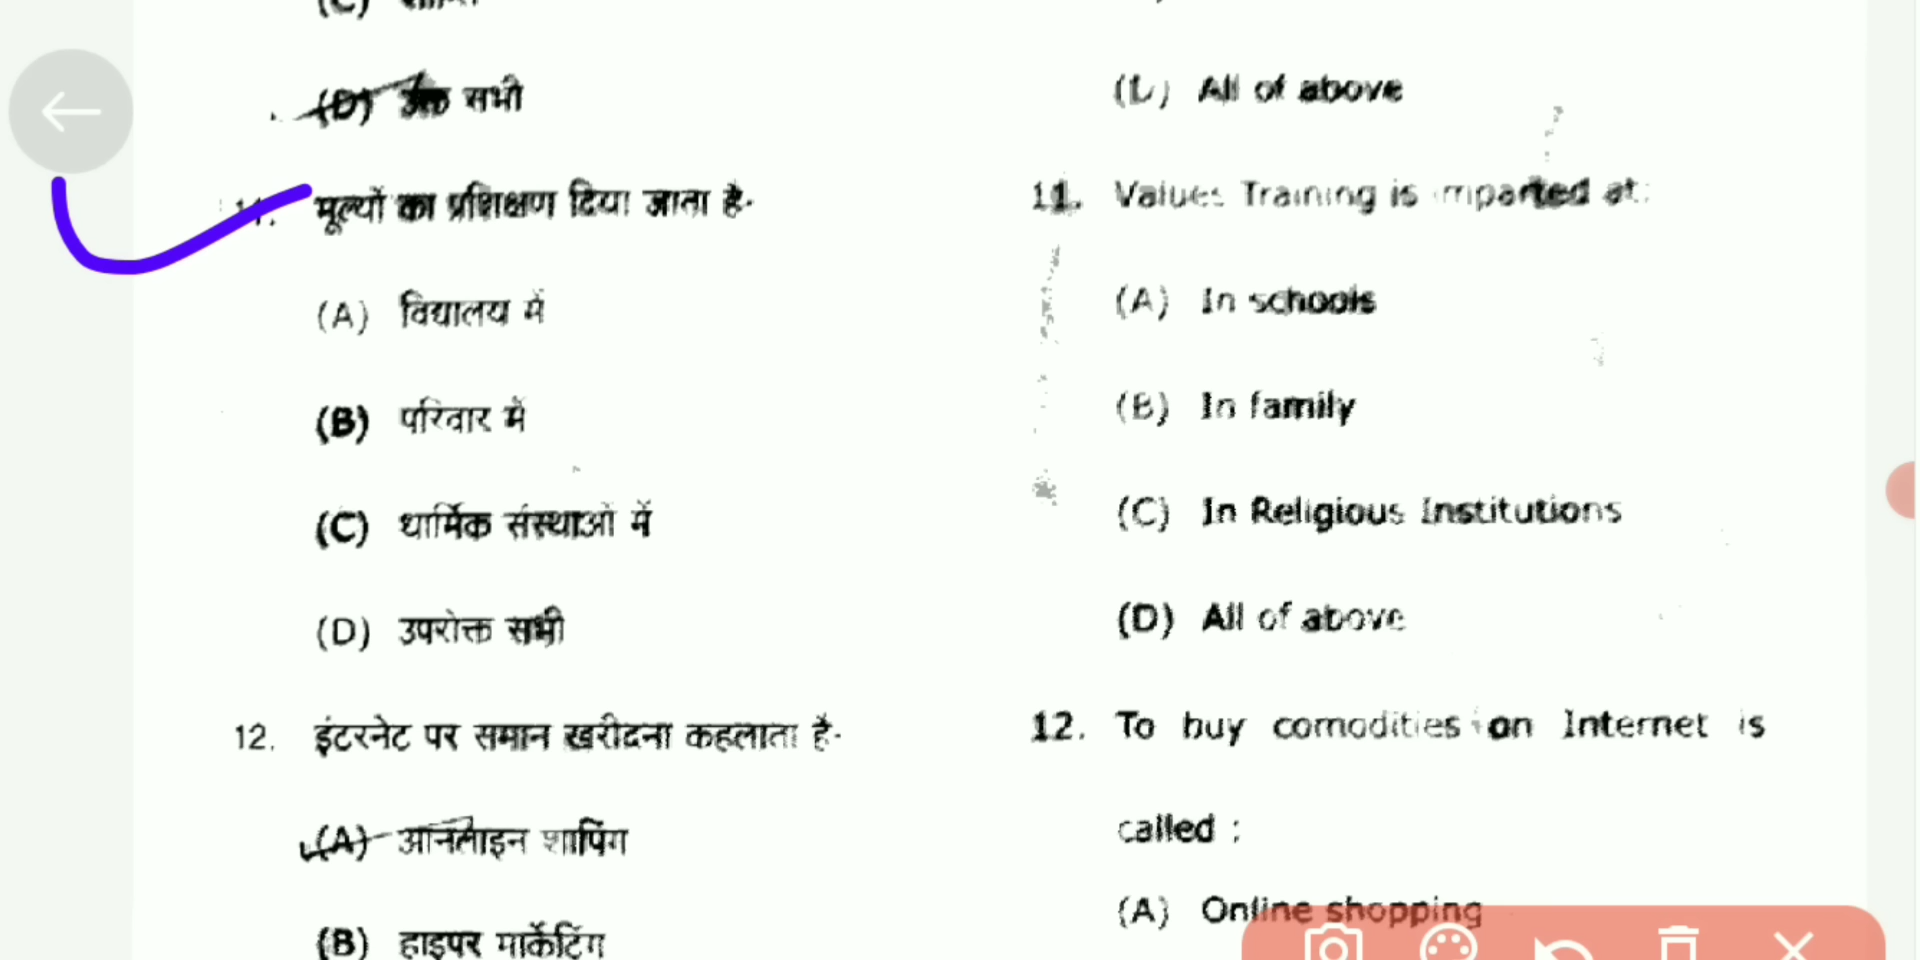 (D) उक्त सभी
11. मूल्यों का प्रशिक्षण दिया जाता है-
(A) विद्यालय में
(B) परिवार में
(C) धार्मिक संस्थाओं में
(D) उपरोक्त सभी
12. इंटरनेट पर समान खरीदना कहलाता है-
(A) आनलाइन शापिंग
(B) हाइपर मार्केटिंग
All of above
11. Values Training is imparted at:
(A) In schools
(B) In family
(C) In Religious Institutions
(D) All of above
12. To buy comodities on Internet is
called :
(A) Online shopping